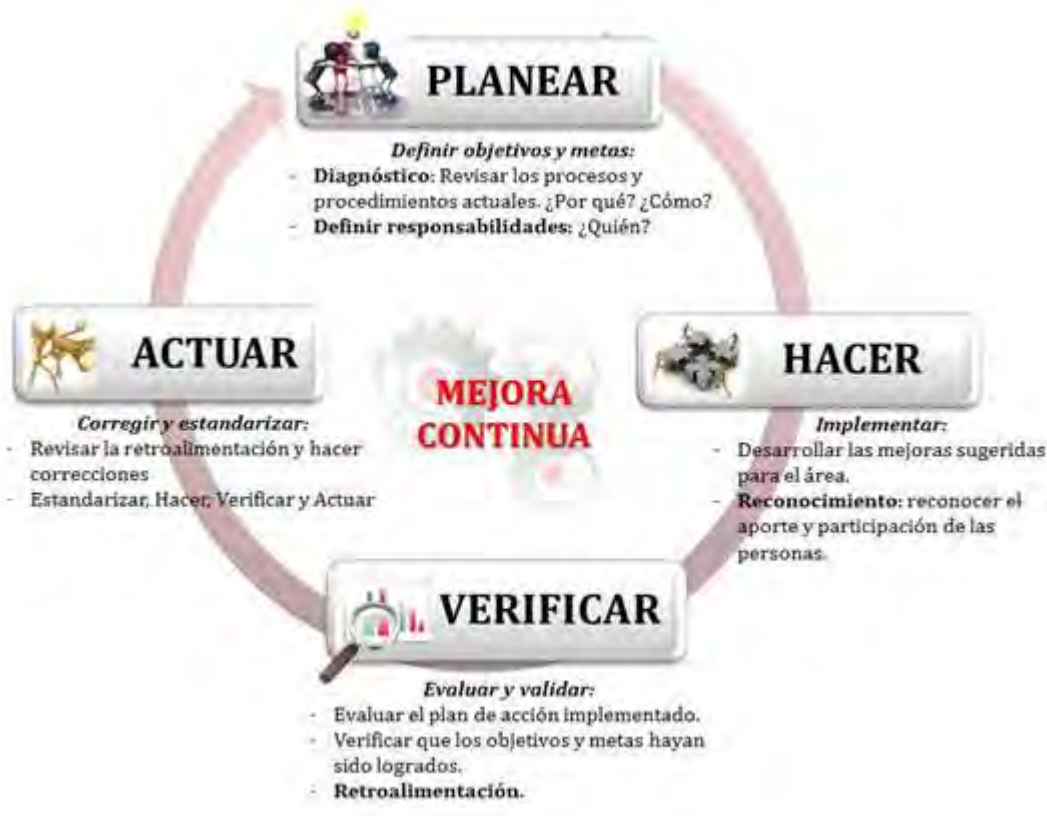 PLANEAR
Definir objetivos y metas:
- Diagnóstico: Revisar los procesos y
procedimientos actuales. ¿Por qué? ¿Cómo?
- Definir responsabilidades: ¿Quién?
HACER
Implementar:
- Desarrollar las mejoras sugeridas
para el área.
- Reconocimiento: reconocer el
aporte y participación de las
personas.
VERIFICAR
Evaluar y validar:
- Evaluar el plan de acción implementado.
- Verificar que los objetivos y metas hayan
sido logrados.
- Retroalimentación.
ACTUAR
Corregir y estandarizar:
- Revisar la retroalimentación y hacer
correcciones
- Estandarizar, Hacer, Verificar y Actuar
MEJORA
CONTINUA